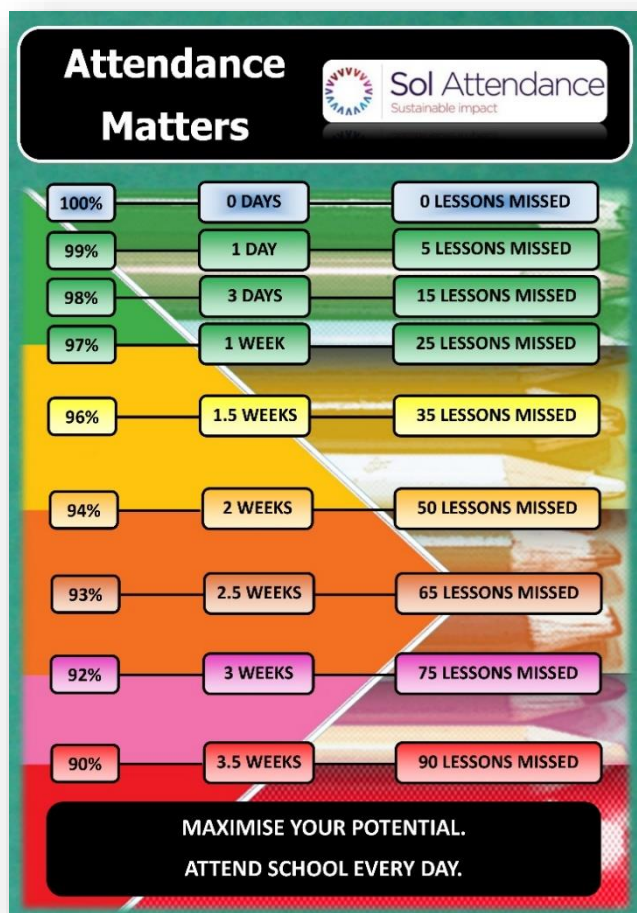 Attendance
Matters
Sol Attendance
Sustainable impact
100% 0 DAYS 0 LESSONS MISSED
99% 1 DAY 5 LESSONS MISSED
98% 3 DAYS 15 LESSONS MISSED
97% 1 WEEK 25 LESSONS MISSED
96% 1.5 WEEKS 35 LESSONS MISSED
94% 2 WEEKS 50 LESSONS MISSED
93% 2.5 WEEKS 65 LESSONS MISSED
92% 3 WEEKS 75 LESSONS MISSED
90% 3.5 WEEKS 90 LESSONS MISSED
MAXIMISE YOUR POTENTIAL.
ATTEND SCHOOL EVERY DAY.